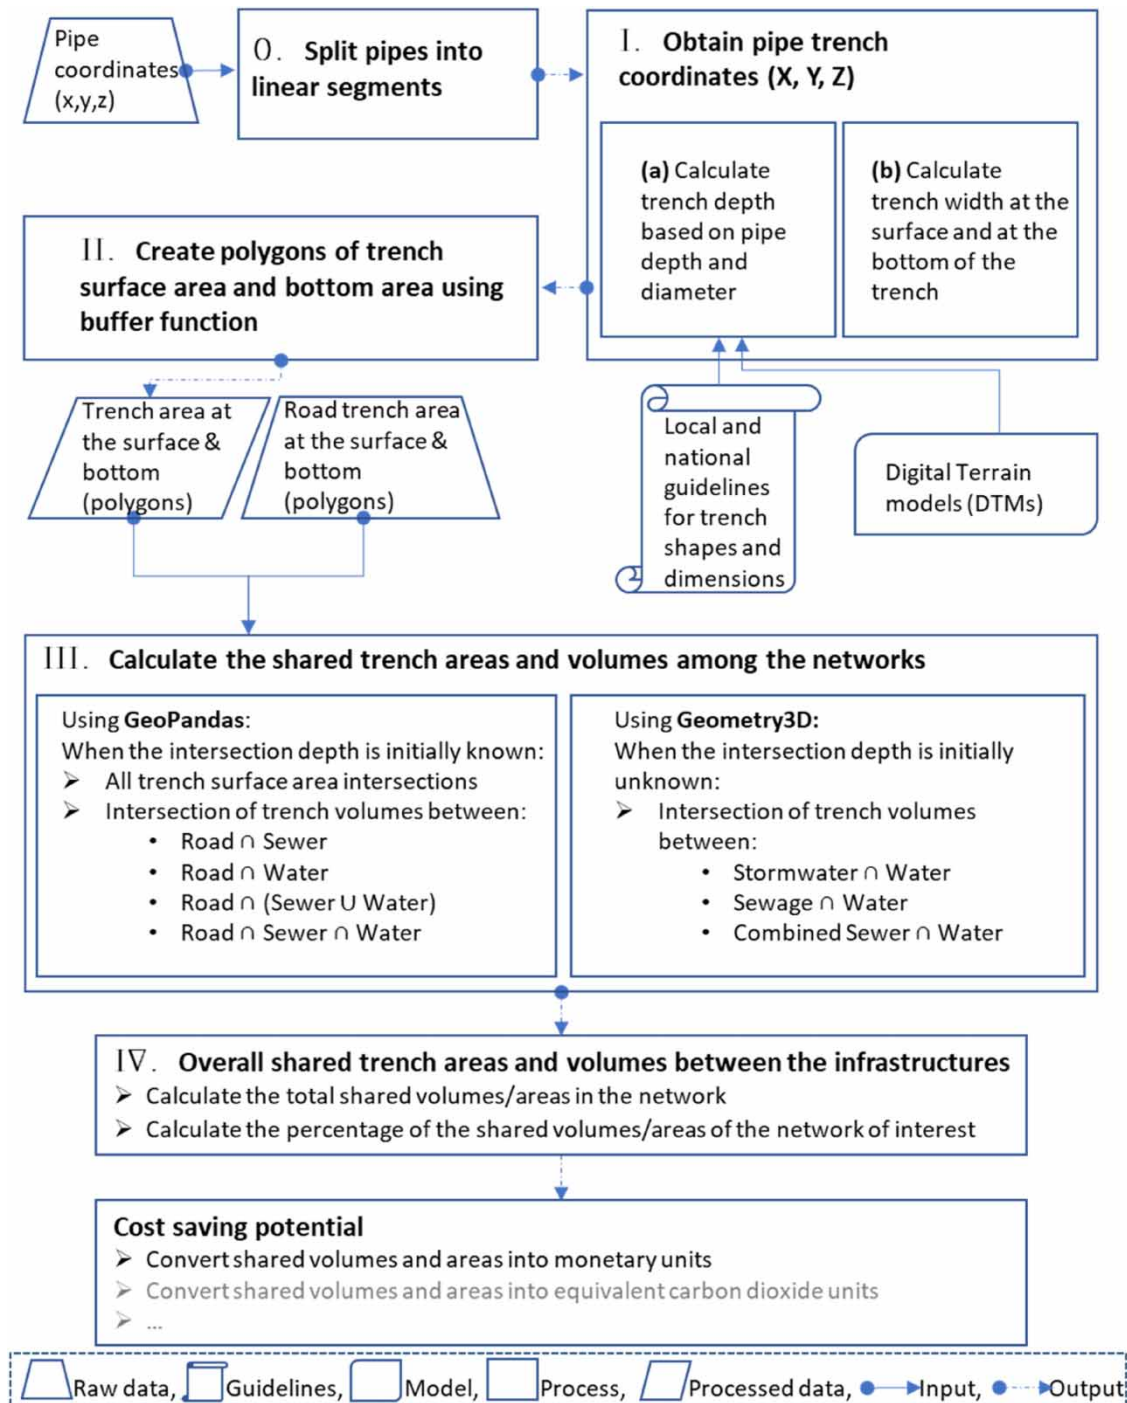 Pipe
coordinates
(x,y,z)
0. Split pipes into
linear segments
I. Obtain pipe trench
coordinates (X, Y, Z)
(a) Calculate
trench depth
based on pipe
depth and
diameter
(b) Calculate
trench width at the
surface and at the
bottom of the
trench
II. Create polygons of trench
surface area and bottom area using
buffer function
Trench area at
the surface &
bottom
(polygons)
Road trench area
at the surface &
bottom
(polygons)
Local and
national
guidelines
for trench
shapes and
dimensions
Digital Terrain
models (DTMs)
III. Calculate the shared trench areas and volumes among the networks
Using GeoPandas:
When the intersection depth is initially known:
➢ All trench surface area intersections
➢ Intersection of trench volumes between:
• Road ∩ Sewer
• Road ∩ Water
• Road ∩ (Sewer ∪ Water)
• Road ∩ Sewer ∩ Water
Using Geometry3D:
When the intersection depth is initially
unknown:
➢ Intersection of trench volumes
between:
• Stormwater ∩ Water
• Sewage ∩ Water
• Combined Sewer ∩ Water
IV. Overall shared trench areas and volumes between the infrastructures
➢ Calculate the total shared volumes/areas in the network
➢ Calculate the percentage of the shared volumes/areas of the network of interest
Cost saving potential
➢ Convert shared volumes and areas into monetary units
➢ Convert shared volumes and areas into equivalent carbon dioxide units
➢ ...
Raw data, Guidelines, Model, Process, Processed data, Input, Output